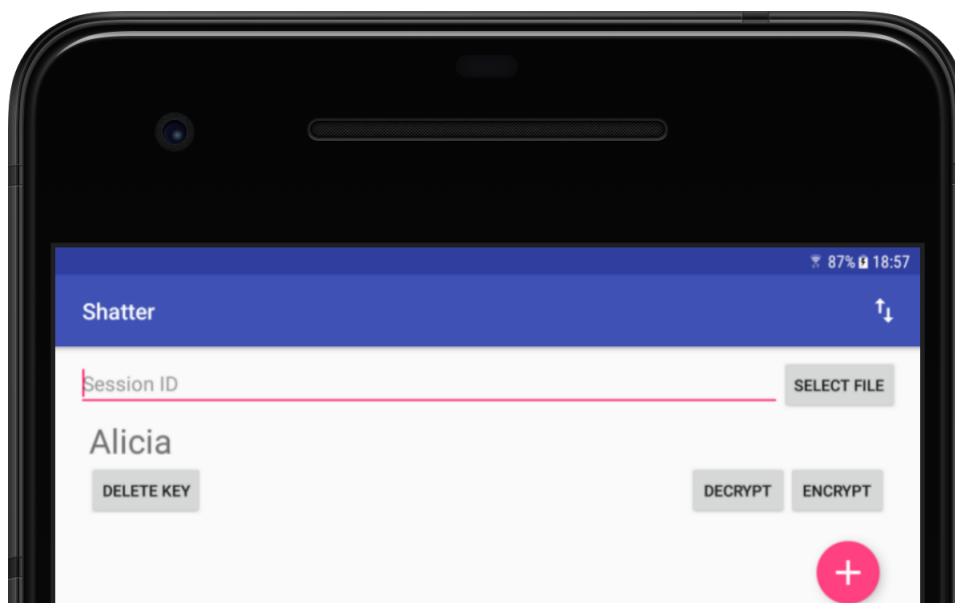 87% 18:57
Shatter
Session ID
SELECT FILE
Alicia
DELETE KEY
DECRYPT
ENCRYPT